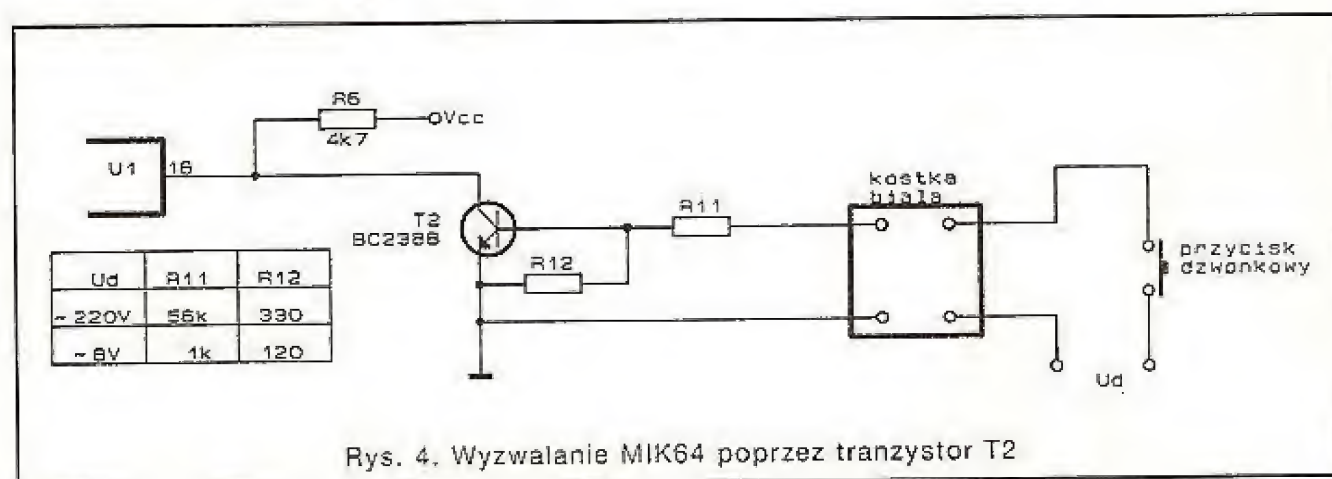 R6
Vcc
4k7
U1
16
kostka
biała
T2
BC238B
R11
R12
przycisk
dzwonkowy
Ud R11 R12
~220V 56k 330
~8V 1k 120
Ud
Rys. 4. Wyzwalanie MIK64 poprzez tranzystor T2